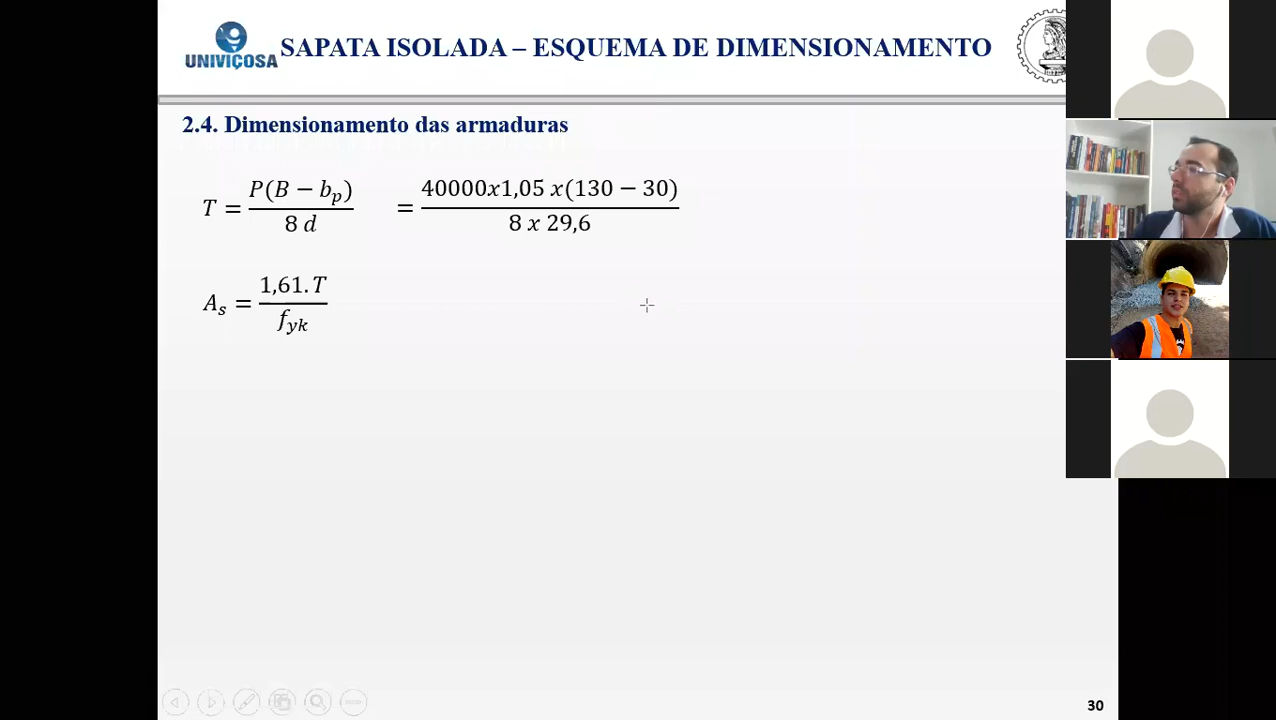 UNIVIÇOSA
SAPATA ISOLADA – ESQUEMA DE DIMENSIONAMENTO
2.4. Dimensionamento das armaduras
T = P(B − bₚ) / 8 d = 40000x1,05 x(130 − 30) / 8 x 29,6
Aₛ = 1,61.T / f_yk
30